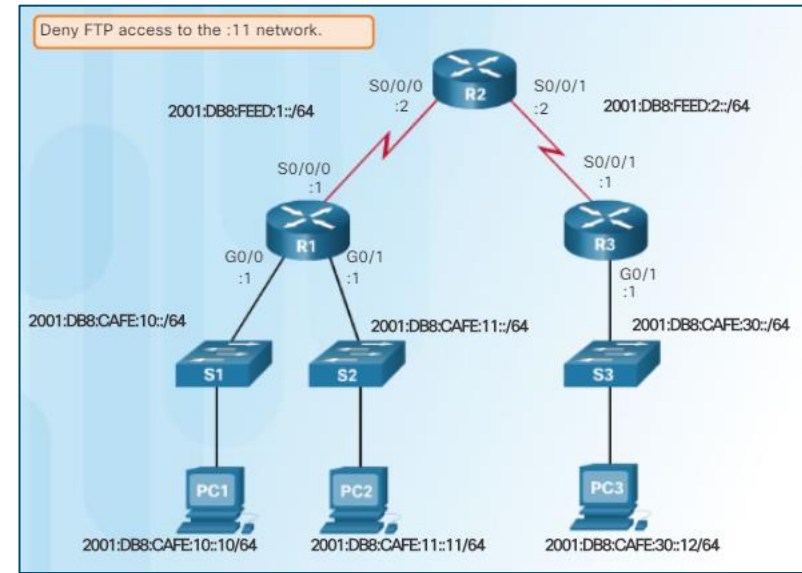 Deny FTP access to the :11 network.
S0/0/0
:2
R2
S0/0/1
:2
2001:DB8:FEED:1::/64
2001:DB8:FEED:2::/64
S0/0/0
:1
S0/0/1
:1
R1
R3
G0/0
:1
G0/1
:1
G0/1
:1
2001:DB8:CAFE:10::/64
2001:DB8:CAFE:11::/64
2001:DB8:CAFE:30::/64
S1
S2
S3
PC1
PC2
PC3
2001:DB8:CAFE:10::10/64
2001:DB8:CAFE:11::11/64
2001:DB8:CAFE:30::12/64